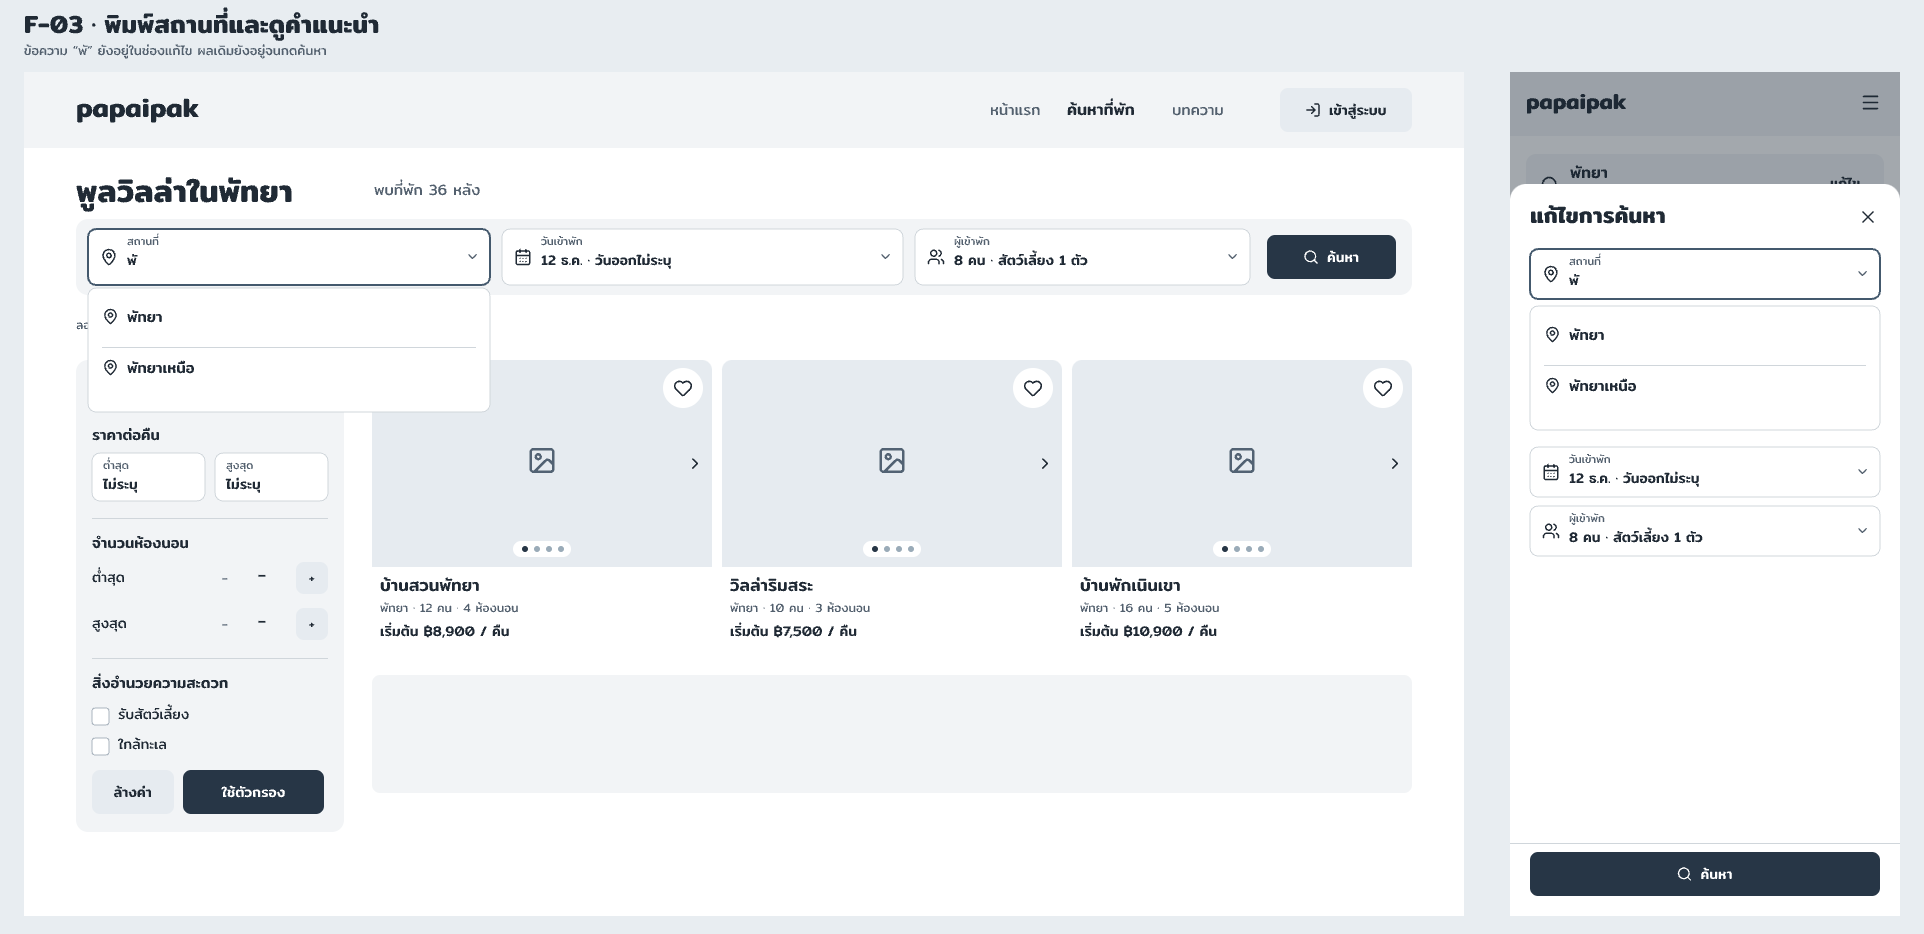 F-03 · พิมพ์สถานที่และดูคำแนะนำ
ข้อความ “พั” ยังอยู่ในช่องแก้ไข ผลเดิมยังอยู่จนกดค้นหา
papaipak
หน้าแรก
ค้นหาที่พัก
บทความ
เข้าสู่ระบบ
พูลวิลล่าในพัทยา
พบที่พัก 36 หลัง
สถานที่
พั
วันเข้าพัก
12 ธ.ค. · วันออกไม่ระบุ
ผู้เข้าพัก
8 คน · สัตว์เลี้ยง 1 ตัว
ค้นหา
พัทยา
พัทยาเหนือ
ราคาต่อคืน
ต่ำสุด
ไม่ระบุ
สูงสุด
ไม่ระบุ
จำนวนห้องนอน
ต่ำสุด
– – +
สูงสุด
– – +
สิ่งอำนวยความสะดวก
รับสัตว์เลี้ยง
ใกล้ทะเล
ล้างค่า
ใช้ตัวกรอง
บ้านสวนพัทยา
พัทยา · 12 คน · 4 ห้องนอน
เริ่มต้น ฿8,900 / คืน
วิลล่าริมสระ
พัทยา · 10 คน · 3 ห้องนอน
เริ่มต้น ฿7,500 / คืน
บ้านพักเนินเขา
พัทยา · 16 คน · 5 ห้องนอน
เริ่มต้น ฿10,900 / คืน
papaipak
พัทยา
แก้ไข
แก้ไขการค้นหา
สถานที่
พั
พัทยา
พัทยาเหนือ
วันเข้าพัก
12 ธ.ค. · วันออกไม่ระบุ
ผู้เข้าพัก
8 คน · สัตว์เลี้ยง 1 ตัว
ค้นหา